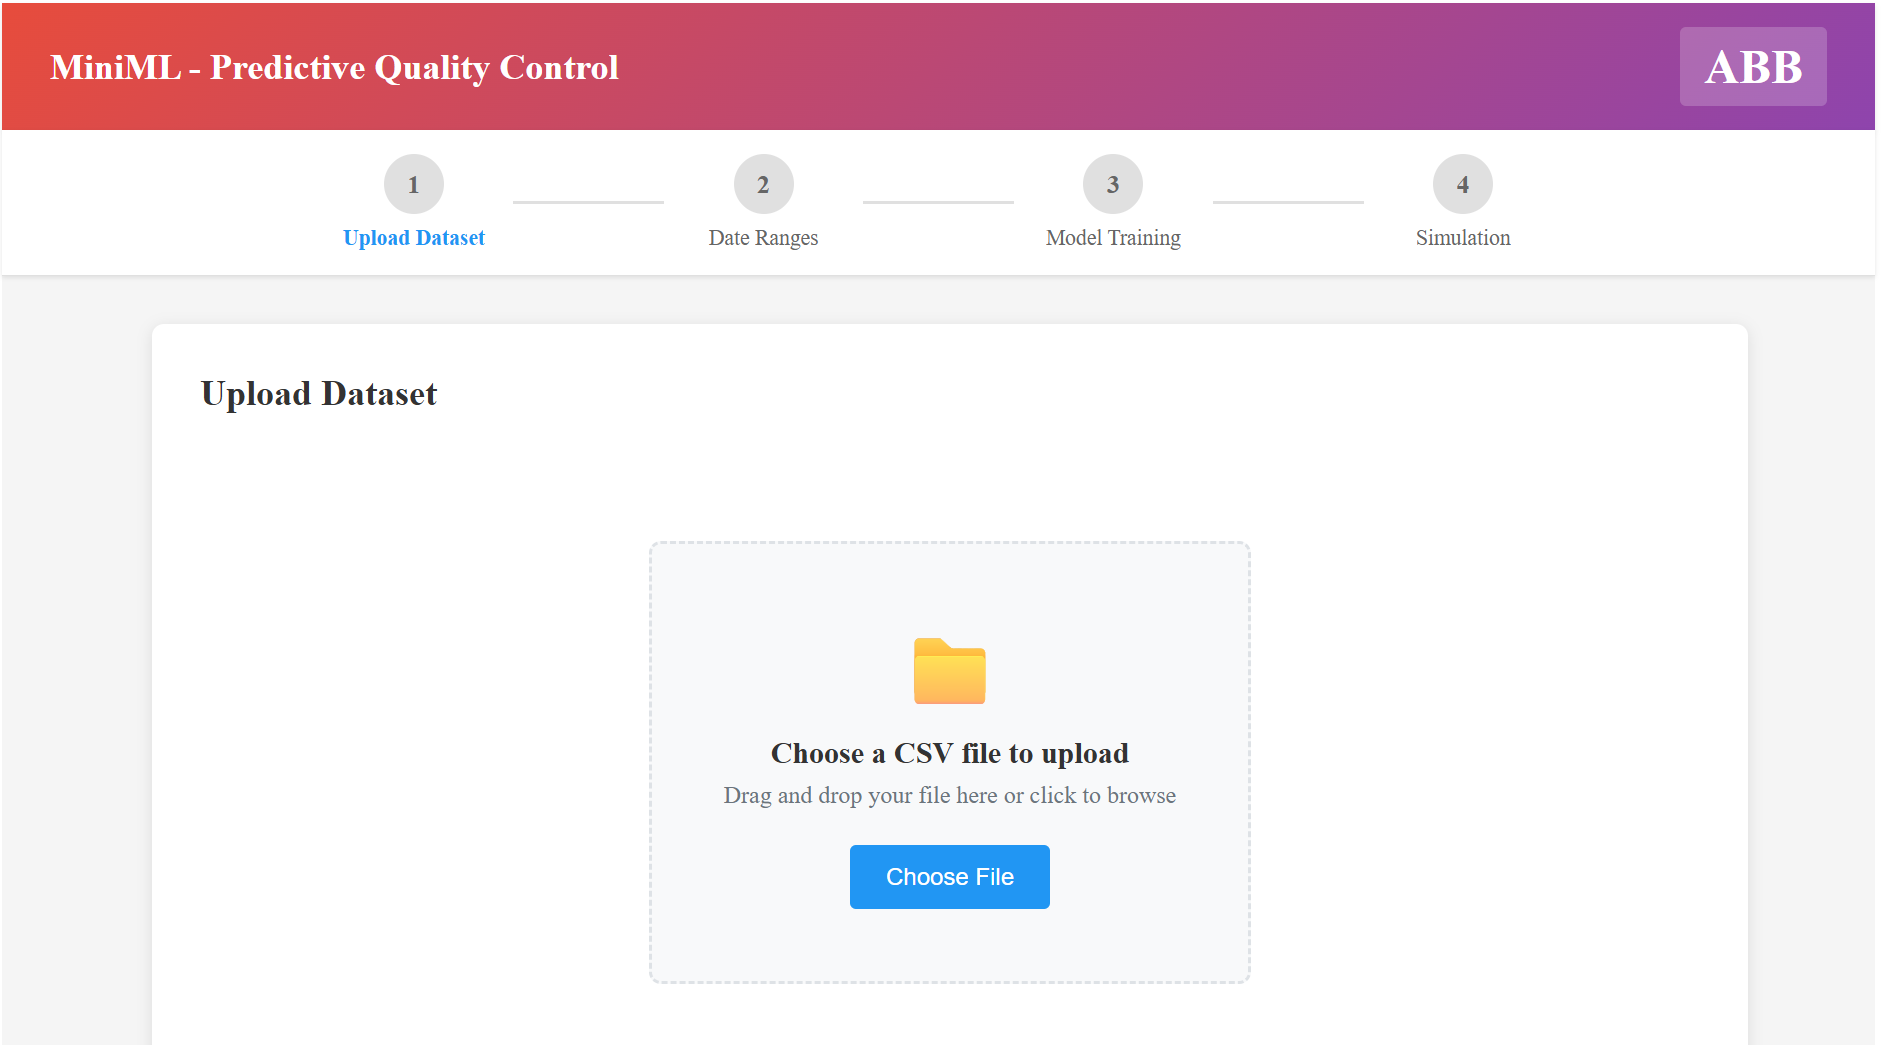 MiniML - Predictive Quality Control
ABB
1
2
3
4
Upload Dataset
Date Ranges
Model Training
Simulation
Upload Dataset
Choose a CSV file to upload
Drag and drop your file here or click to browse
Choose File